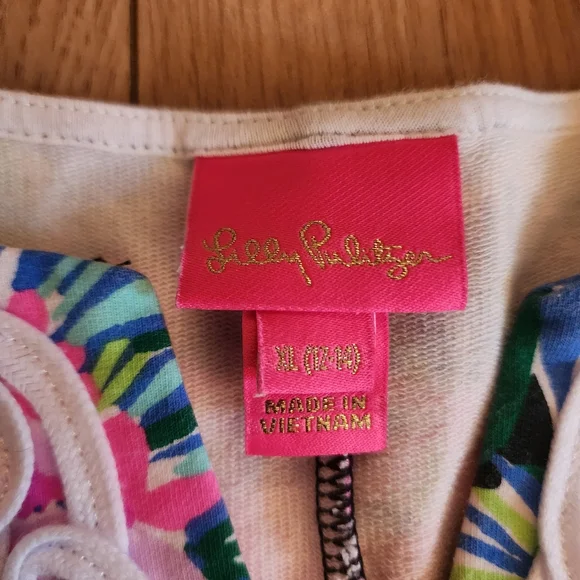 Lilly Pulitzer
XL (12-14)
MADE IN
VIETNAM